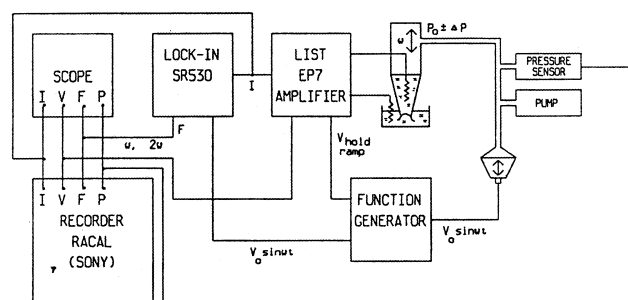 SCOPE
I V F P
LOCK-IN
SR530
F
ω, 2ω
I
LIST
EP7
AMPLIFIER
ω
P₀ ± ΔP
PRESSURE
SENSOR
PUMP
V hold
ramp
I V F P
RECORDER
RACAL
(SONY)
FUNCTION
GENERATOR
V₀ sinωt
V₀ sinωt